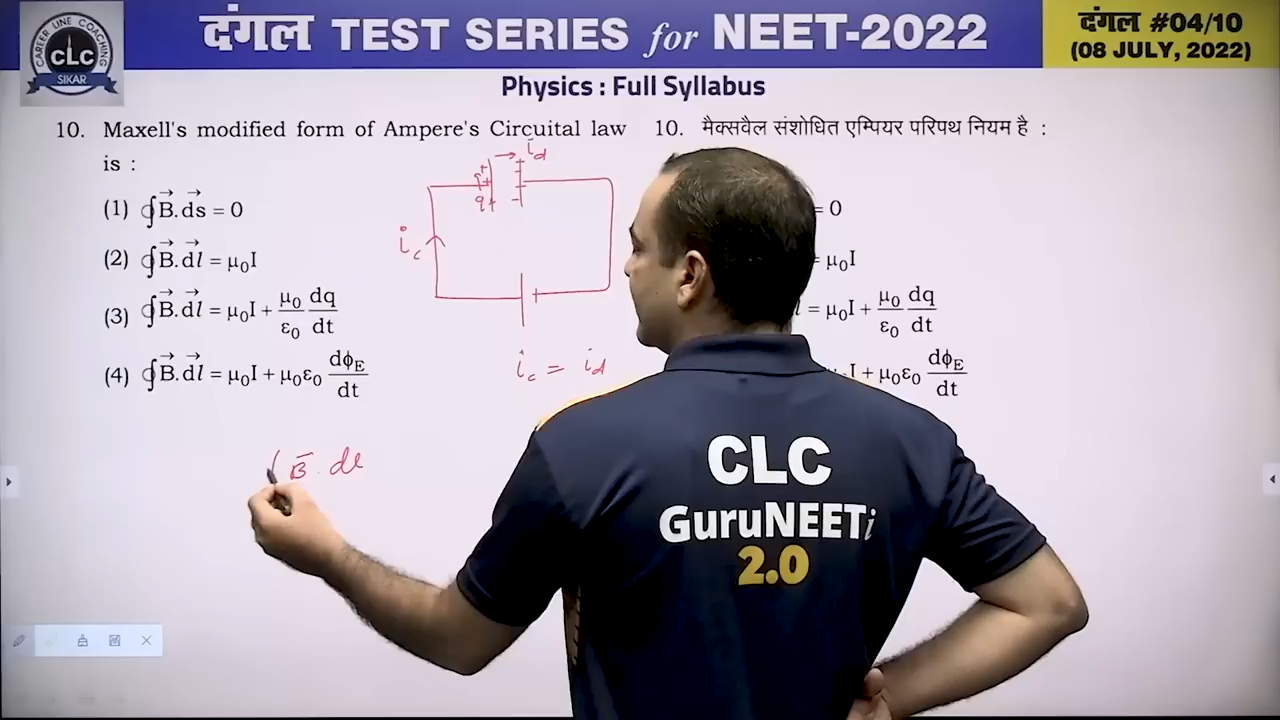 CAREER LINE COACHING
CLC
SIKAR
दंगल TEST SERIES for NEET-2022
दंगल #04/10
(08 JULY, 2022)
Physics : Full Syllabus
10. Maxell's modified form of Ampere's Circuital law
is :
(1) ∮B⃗.ds⃗ = 0
(2) ∮B⃗.dl⃗ = μ₀I
(3) ∮B⃗.dl⃗ = μ₀I + μ₀/ε₀ dq/dt
(4) ∮B⃗.dl⃗ = μ₀I + μ₀ε₀ dϕ_E/dt
q+
q+
→ i_d
i_c
i_c = i_d
∫ B̄ . dl
10. मैक्सवैल संशोधित एम्पियर परिपथ नियम है :
= 0
= μ₀I
l = μ₀I + μ₀/ε₀ dq/dt
I + μ₀ε₀ dϕ_E/dt
CLC
GuruNEETi
2.0